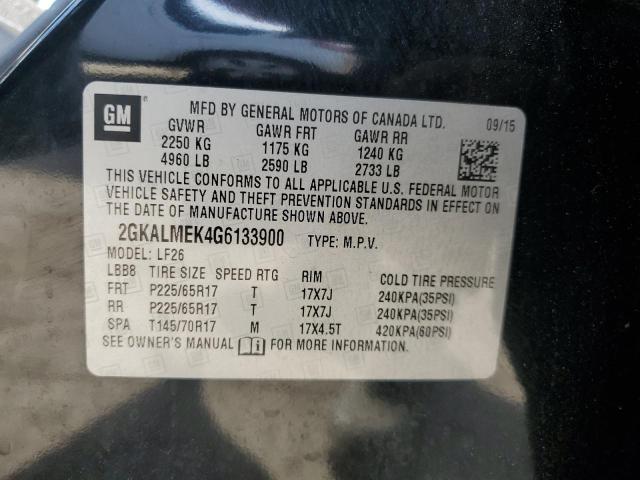 GM
MFD BY GENERAL MOTORS OF CANADA LTD. 09/15
GVWR GAWR FRT GAWR RR
2250 KG 1175 KG 1240 KG
4960 LB 2590 LB 2733 LB
THIS VEHICLE CONFORMS TO ALL APPLICABLE U.S. FEDERAL MOTOR
VEHICLE SAFETY AND THEFT PREVENTION STANDARDS IN EFFECT ON
THE DATE OF MANUFACTURE SHOWN ABOVE.
2GKALMEK4G6133900 TYPE: M.P.V.
MODEL: LF26
LBB8 TIRE SIZE SPEED RTG RIM COLD TIRE PRESSURE
FRT P225/65R17 T 17X7J 240KPA(35PSI)
RR P225/65R17 T 17X7J 240KPA(35PSI)
SPA T145/70R17 M 17X4.5T 420KPA(60PSI)
SEE OWNER'S MANUAL FOR MORE INFORMATION.